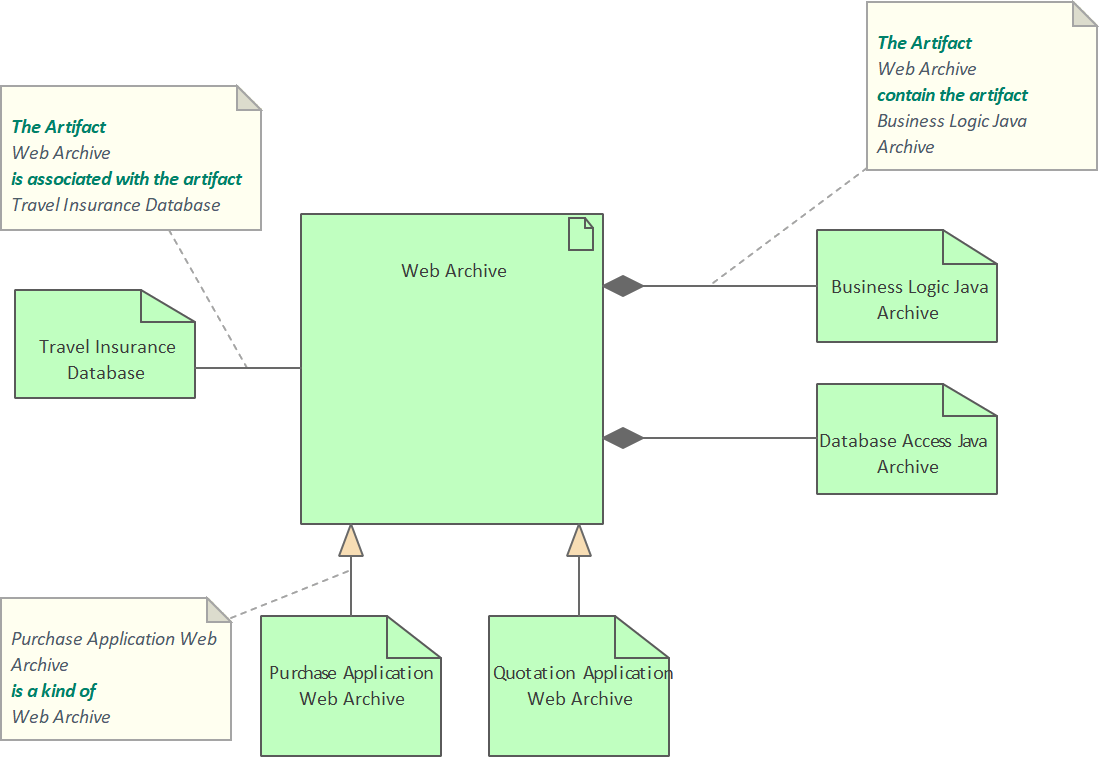 The Artifact
Web Archive
contain the artifact
Business Logic Java
Archive
The Artifact
Web Archive
is associated with the artifact
Travel Insurance Database
Web Archive
Business Logic Java
Archive
Travel Insurance
Database
Database Access Java
Archive
Purchase Application Web
Archive
is a kind of
Web Archive
Purchase Application
Web Archive
Quotation Application
Web Archive